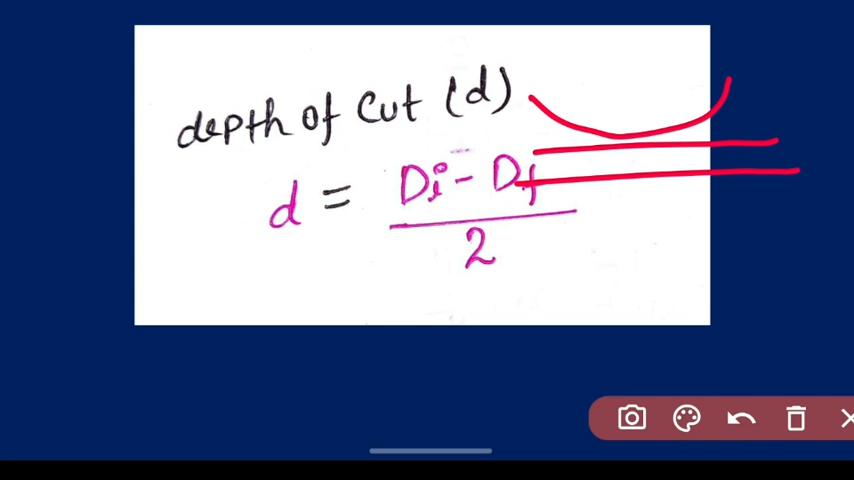 depth of Cut (d)
d = Di - Df
2